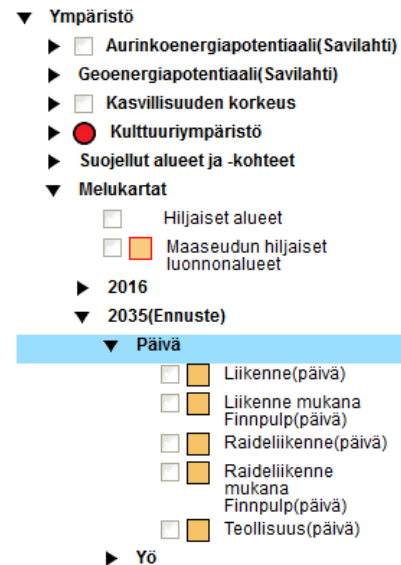 Ympäristö
Aurinkoenergiapotentiaali(Savilahti)
Geoenergiapotentiaali(Savilahti)
Kasvillisuuden korkeus
Kulttuuriympäristö
Suojellut alueet ja -kohteet
Melukartat
Hiljaiset alueet
Maaseudun hiljaiset
luonnonalueet
2016
2035(Ennuste)
Päivä
Liikenne(päivä)
Liikenne mukana
Finnpulp(päivä)
Raideliikenne(päivä)
Raideliikenne
mukana
Finnpulp(päivä)
Teollisuus(päivä)
Yö